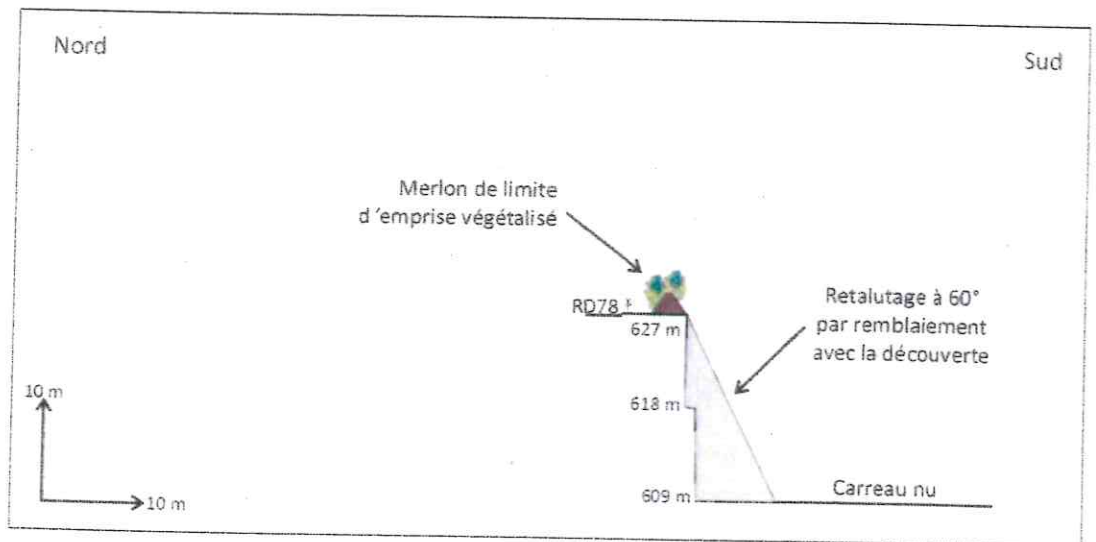 Nord
Sud
Merlon de limite
d'emprise végétalisé
RD78 *
627 m
Retalutage à 60°
par remblaiement
avec la découverte
10 m
618 m
10 m
609 m
Carreau nu